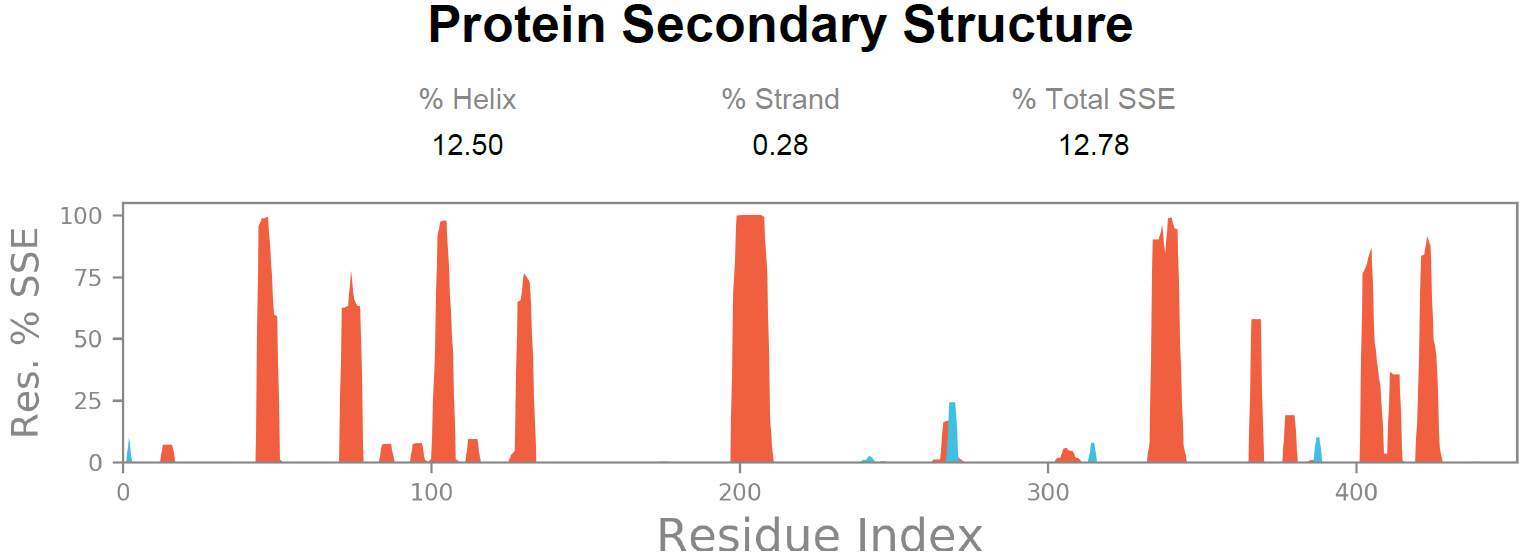 Protein Secondary Structure
% Helix % Strand % Total SSE
12.50 0.28 12.78
Res. % SSE
100
75
50
25
0
0 100 200 300 400
Residue Index